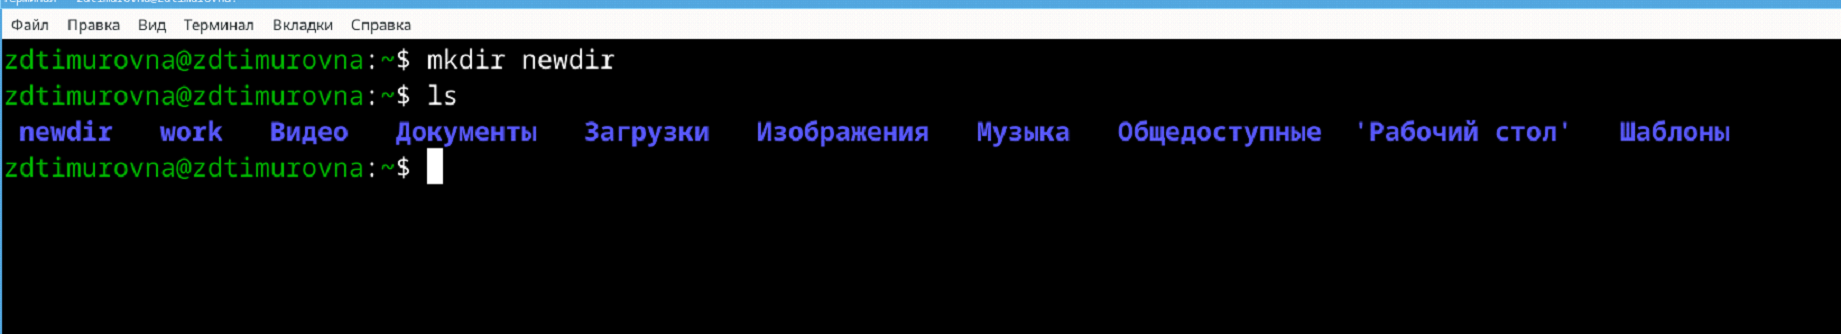 Файл Правка Вид Терминал Вкладки Справка
zdtimurovna@zdtimurovna:~$ mkdir newdir
zdtimurovna@zdtimurovna:~$ ls
newdir work Видео Документы Загрузки Изображения Музыка Общедоступные 'Рабочий стол' Шаблоны
zdtimurovna@zdtimurovna:~$